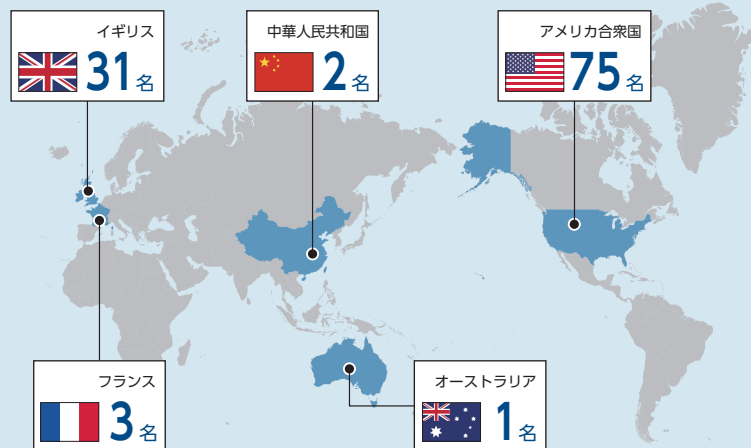 イギリス
31名
中華人民共和国
2名
アメリカ合衆国
75名
フランス
3名
オーストラリア
1名